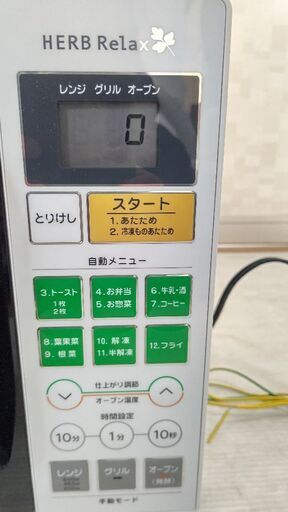 HERB Relax
レンジ グリル オーブン
0
とりけし
スタート
1.あたため
2.冷凍ものあたため
自動メニュー
3.トースト
1枚
2枚
4.お弁当
5.お惣菜
6.牛乳・酒
7.コーヒー
8.葉果菜
9.根菜
10.解凍
11.半解凍
12.フライ
仕上がり調節
オーブン温度
時間設定
10分
1分
10秒
レンジ
グリル
オーブン
(発酵)
手動モード